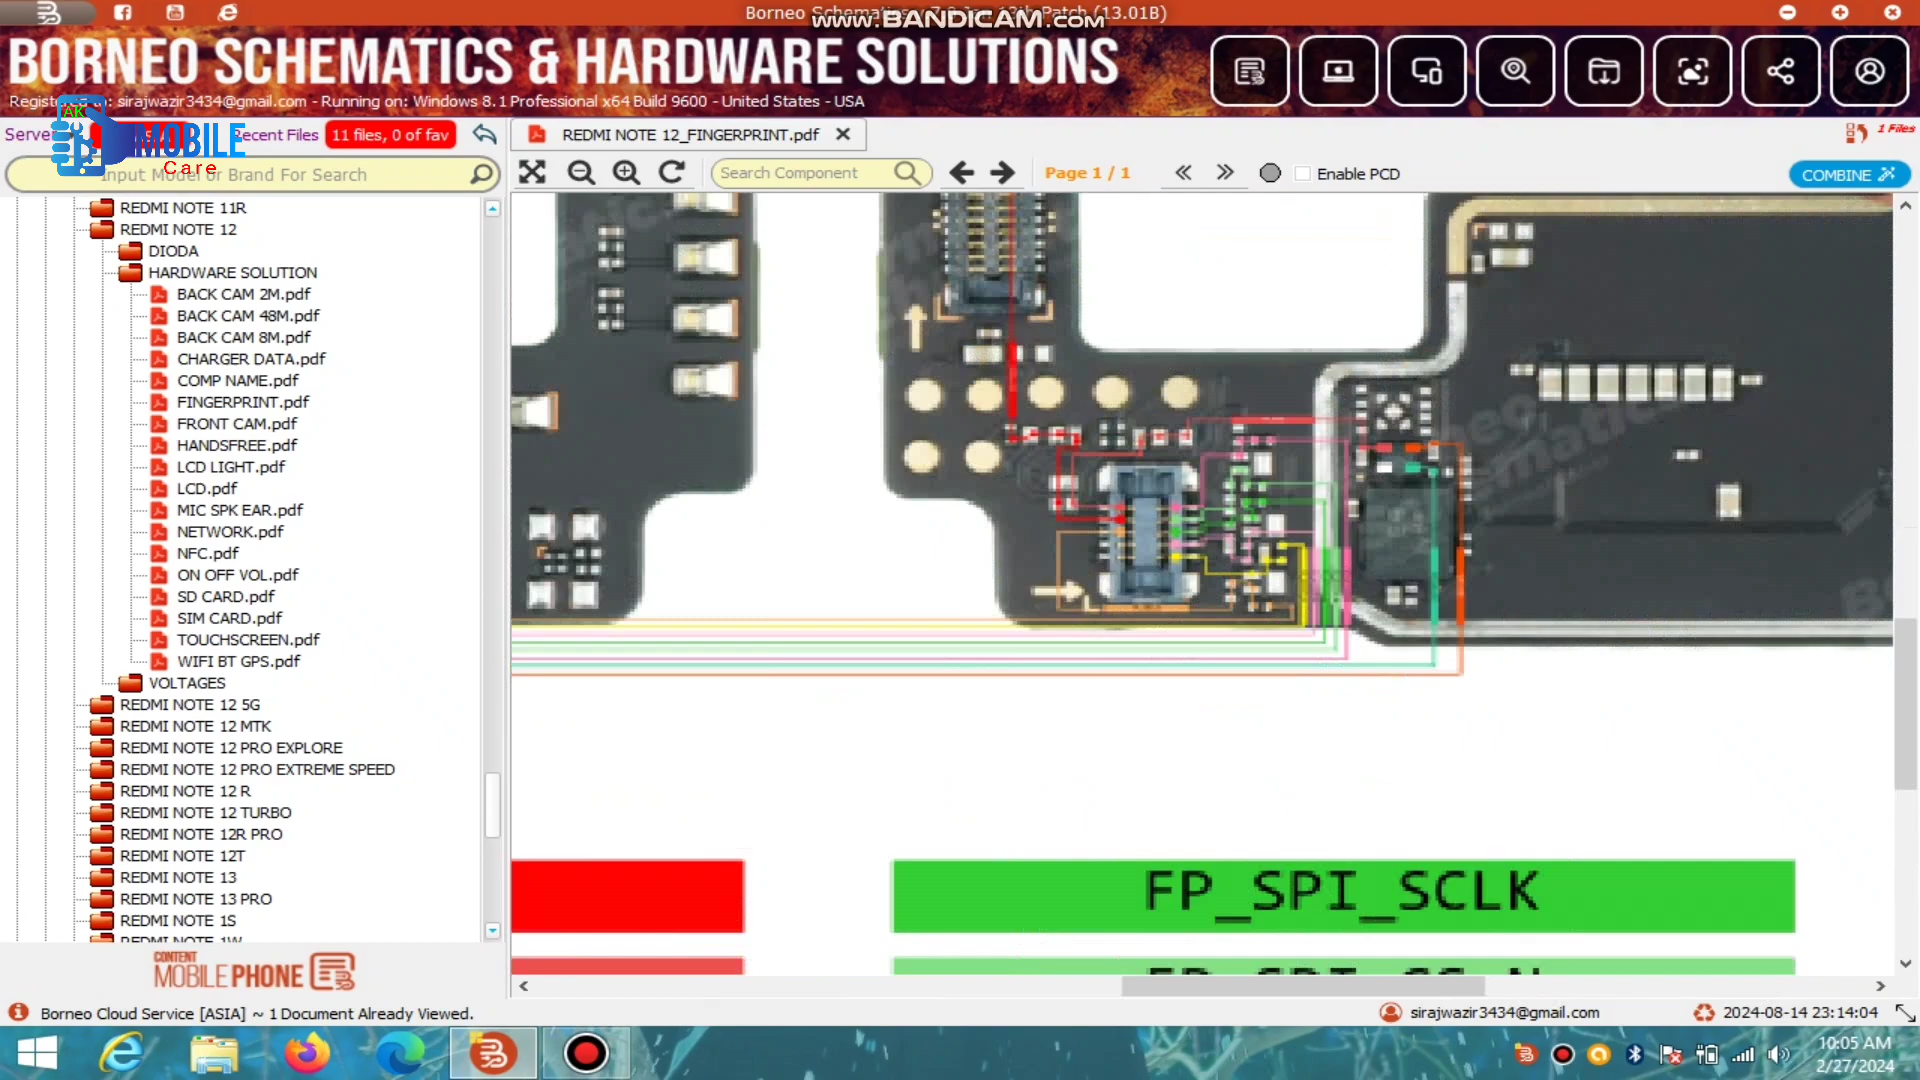 Borneo Schematics
Patch (13.01B)
www.BANDICAM.com
BORNEO SCHEMATICS & HARDWARE SOLUTIONS
sirajwazir3434@gmail.com - Running on: Windows 8.1 Professional x64 Build 9600 - United States - USA
AK
MOBILE
Care
Recent Files
11 files, 0 of fav
Input Model or Brand For Search
REDMI NOTE 12_FINGERPRINT.pdf
1 Files
Search Component
Page 1 / 1
Enable PCD
COMBINE
REDMI NOTE 11R
REDMI NOTE 12
DIODA
HARDWARE SOLUTION
BACK CAM 2M.pdf
BACK CAM 48M.pdf
BACK CAM 8M.pdf
CHARGER DATA.pdf
COMP NAME.pdf
FINGERPRINT.pdf
FRONT CAM.pdf
HANDSFREE.pdf
LCD LIGHT.pdf
LCD.pdf
MIC SPK EAR.pdf
NETWORK.pdf
NFC.pdf
ON OFF VOL.pdf
SD CARD.pdf
SIM CARD.pdf
TOUCHSCREEN.pdf
WIFI BT GPS.pdf
VOLTAGES
REDMI NOTE 12 5G
REDMI NOTE 12 MTK
REDMI NOTE 12 PRO EXPLORE
REDMI NOTE 12 PRO EXTREME SPEED
REDMI NOTE 12 R
REDMI NOTE 12 TURBO
REDMI NOTE 12R PRO
REDMI NOTE 12T
REDMI NOTE 13
REDMI NOTE 13 PRO
REDMI NOTE 1S
REDMI NOTE 1W
FP_SPI_SCLK
CONTENT
MOBILE PHONE
Borneo Cloud Service [ASIA] ~ 1 Document Already Viewed.
sirajwazir3434@gmail.com
2024-08-14 23:14:04
10:05 AM
2/27/2024